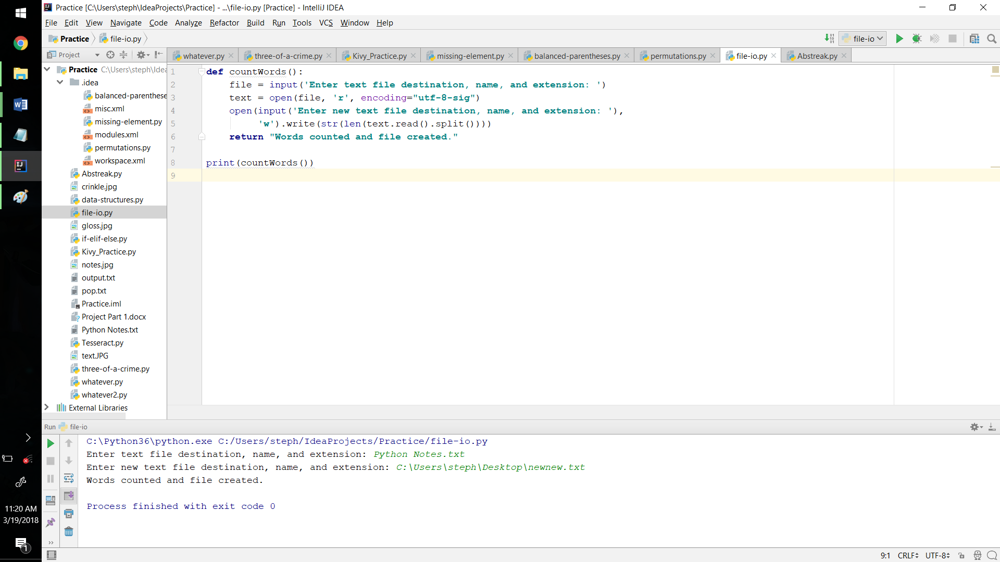 Practice [C:\Users\steph\IdeaProjects\Practice] - ...\file-io.py [Practice] - IntelliJ IDEA
File Edit View Navigate Code Analyze Refactor Build Run Tools VCS Window Help
Practice file-io.py
file-io
Project
whatever.py three-of-a-crime.py Kivy_Practice.py missing-element.py balanced-parentheses.py permutations.py file-io.py Abstreak.py
Practice C:\Users\steph\Idea
.idea
balanced-parenthese
misc.xml
missing-element.py
modules.xml
permutations.py
workspace.xml
Abstreak.py
crinkle.jpg
data-structures.py
file-io.py
gloss.jpg
if-elif-else.py
Kivy_Practice.py
notes.jpg
output.txt
pop.txt
Practice.iml
Project Part 1.docx
Python Notes.txt
Tesseract.py
text.JPG
three-of-a-crime.py
whatever.py
whatever2.py
External Libraries
1 def countWords():
2 file = input('Enter text file destination, name, and extension: ')
3 text = open(file, 'r', encoding="utf-8-sig")
4 open(input('Enter new text file destination, name, and extension: '),
5 'w').write(str(len(text.read().split())))
6 return "Words counted and file created."
7
8 print(countWords())
9
Run file-io
C:\Python36\python.exe C:/Users/steph/IdeaProjects/Practice/file-io.py
Enter text file destination, name, and extension: Python Notes.txt
Enter new text file destination, name, and extension: C:\Users\steph\Desktop\newnew.txt
Words counted and file created.
Process finished with exit code 0
11:20 AM
3/19/2018
1
9:1 CRLF UTF-8